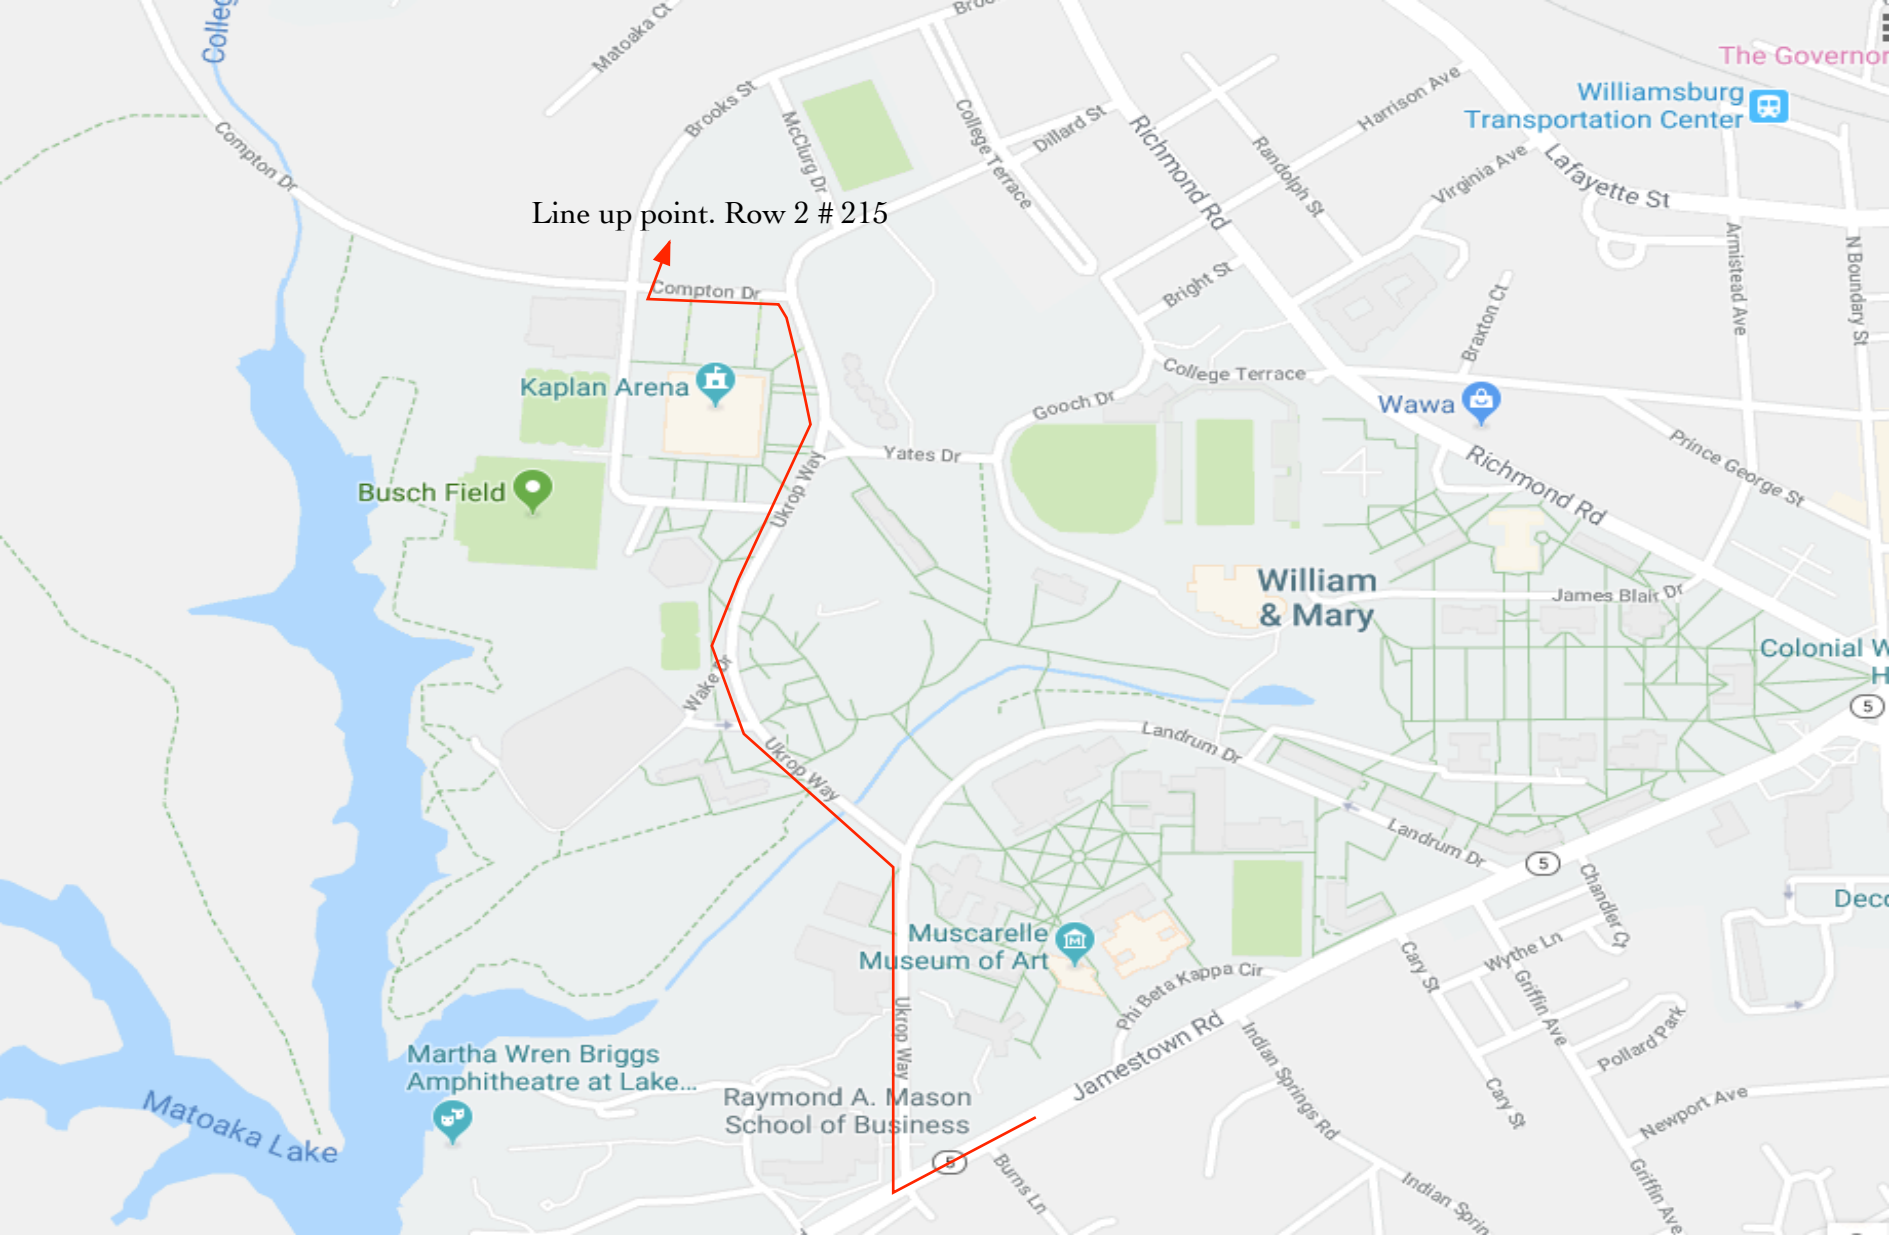 Colleg
Matoaka Ct
Broo
The Governor
Williamsburg
Transportation Center
Brooks St
McClurg Dr
College Terrace
Dillard St
Richmond Rd
Harrison Ave
Randolph St
Virginia Ave
Lafayette St
Compton Dr
Line up point. Row 2 # 215
Armistead Ave
N Boundary St
Bright St
Braxton Ct
Compton Dr
Kaplan Arena
College Terrace
Gooch Dr
Wawa
Yates Dr
Prince George St
Richmond Rd
Busch Field
Ukrop Way
William
& Mary
James Blair Dr
Colonial W
H
Wake Dr
5
Landrum Dr
Ukrop Way
Landrum Dr
5
Chandler Ct
Deco
Muscarelle
Museum of Art
M
Phi Beta Kappa Cir
Cary St
Wythe Ln
Griffin Ave
Ukrop Way
Jamestown Rd
Indian Springs Rd
Pollard Park
Martha Wren Briggs
Amphitheatre at Lake...
Matoaka Lake
Raymond A. Mason
School of Business
Cary St
Newport Ave
5
Burns Ln
Indian Sprin
Griffin Ave